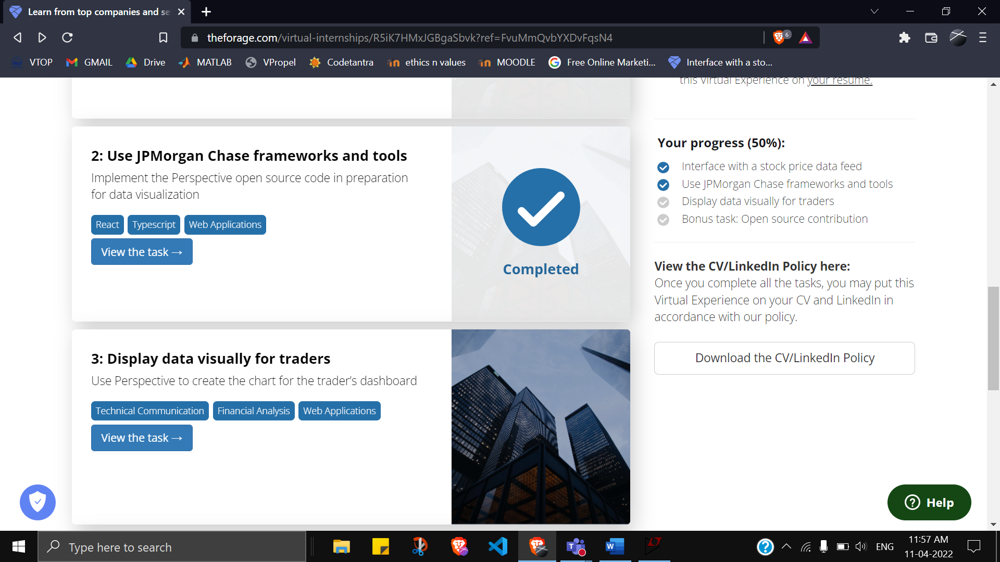 Learn from top companies and se
theforage.com/virtual-internships/R5iK7HMxJGBgaSbvk?ref=FvuMmQvbYXDvFqsN4
6
VTOP GMAIL Drive MATLAB VPropel Codetantra ethics n values MOODLE Free Online Marketi... Interface with a sto...
this Virtual Experience on your resume.
2: Use JPMorgan Chase frameworks and tools
Implement the Perspective open source code in preparation
for data visualization
React Typescript Web Applications
View the task →
Completed
3: Display data visually for traders
Use Perspective to create the chart for the trader’s dashboard
Technical Communication Financial Analysis Web Applications
View the task →
Your progress (50%):
Interface with a stock price data feed
Use JPMorgan Chase frameworks and tools
Display data visually for traders
Bonus task: Open source contribution
View the CV/LinkedIn Policy here:
Once you complete all the tasks, you may put this
Virtual Experience on your CV and LinkedIn in
accordance with our policy.
Download the CV/LinkedIn Policy
Help
Type here to search
ENG
11:57 AM
11-04-2022